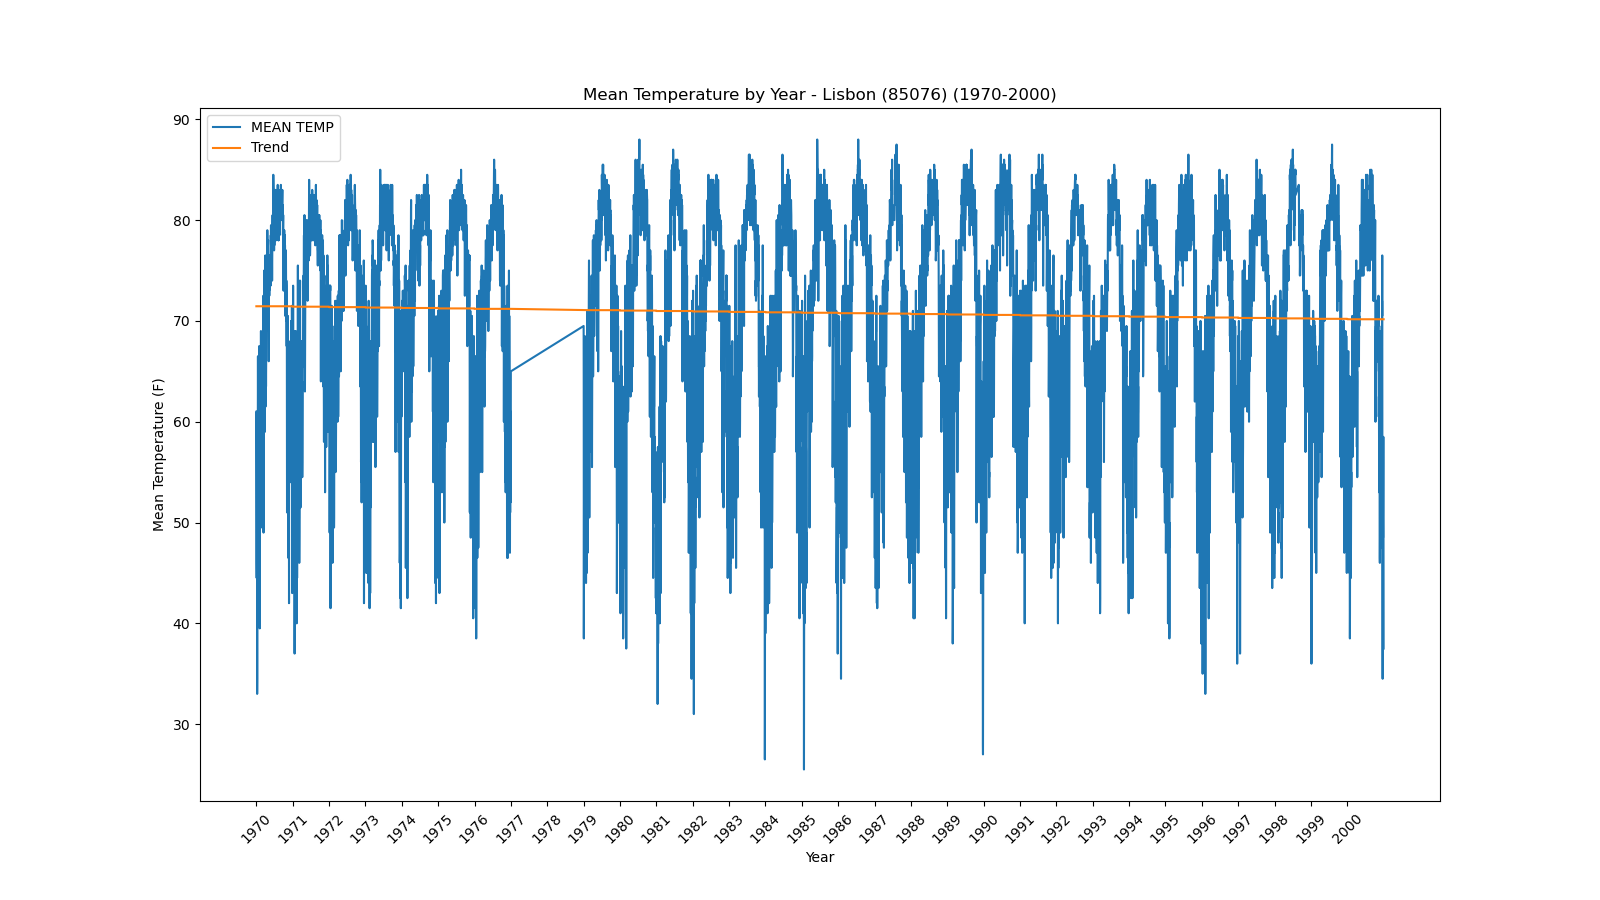 Mean Temperature by Year - Lisbon (85076) (1970-2000)
MEAN TEMP
Trend
90
80
70
60
50
40
30
Mean Temperature (F)
1970 1971 1972 1973 1974 1975 1976 1977 1978 1979 1980 1981 1982 1983 1984 1985 1986 1987 1988 1989 1990 1991 1992 1993 1994 1995 1996 1997 1998 1999 2000
Year